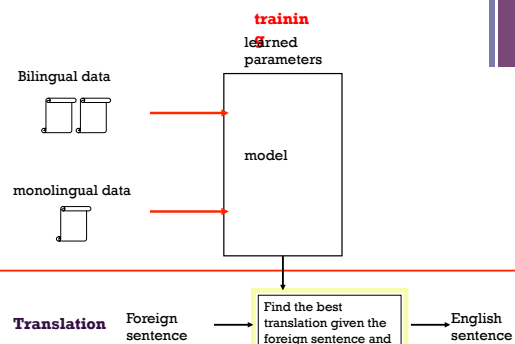 trainin
g
learned
parameters
Bilingual data
model
monolingual data
Find the best
translation given the
foreign sentence and
Translation
Foreign
sentence
English
sentence